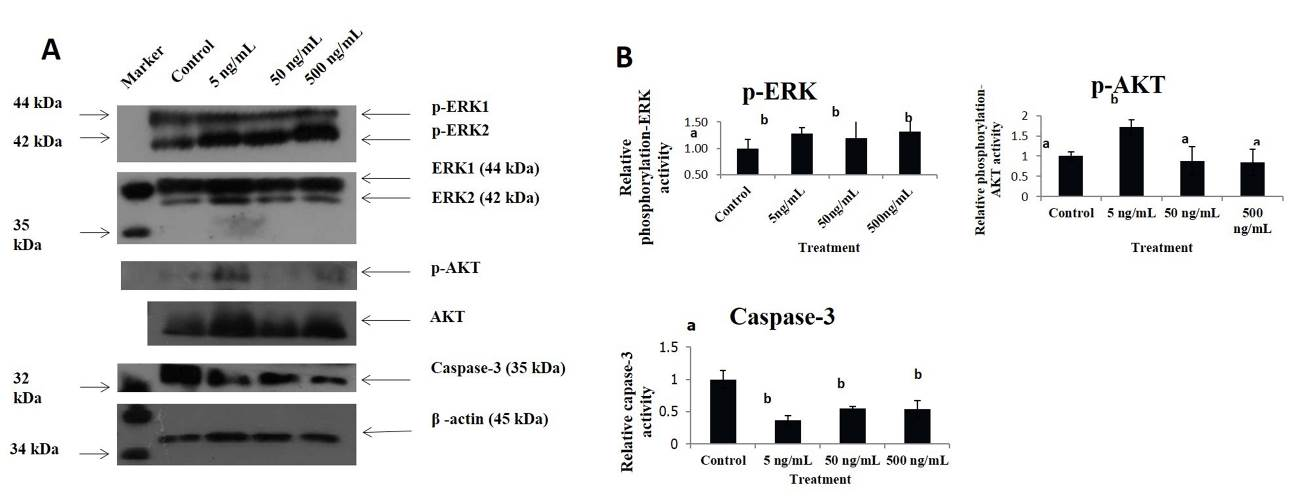 A
Marker
Control
5 ng/mL
50 ng/mL
500 ng/mL
44 kDa
42 kDa
35
kDa
32
kDa
34 kDa
p-ERK1
p-ERK2
ERK1 (44 kDa)
ERK2 (42 kDa)
p-AKT
AKT
Caspase-3 (35 kDa)
β -actin (45 kDa)
B
p-ERK
Relative
phosphorylation-ERK
activity
1.50
1.00
0.50
a
b
b
b
Control
5ng/mL
50ng/mL
500ng/mL
Treatment
p-AKT
Relative phosphorylation-
AKT activity
2
1.5
1
0.5
0
a
b
a
a
Control
5 ng/mL
50 ng/mL
500
ng/mL
Treatment
Caspase-3
Relative capase-3
activity
1.5
1
0.5
0
a
b
b
b
Control
5 ng/mL
50 ng/mL
500 ng/mL
Treatment